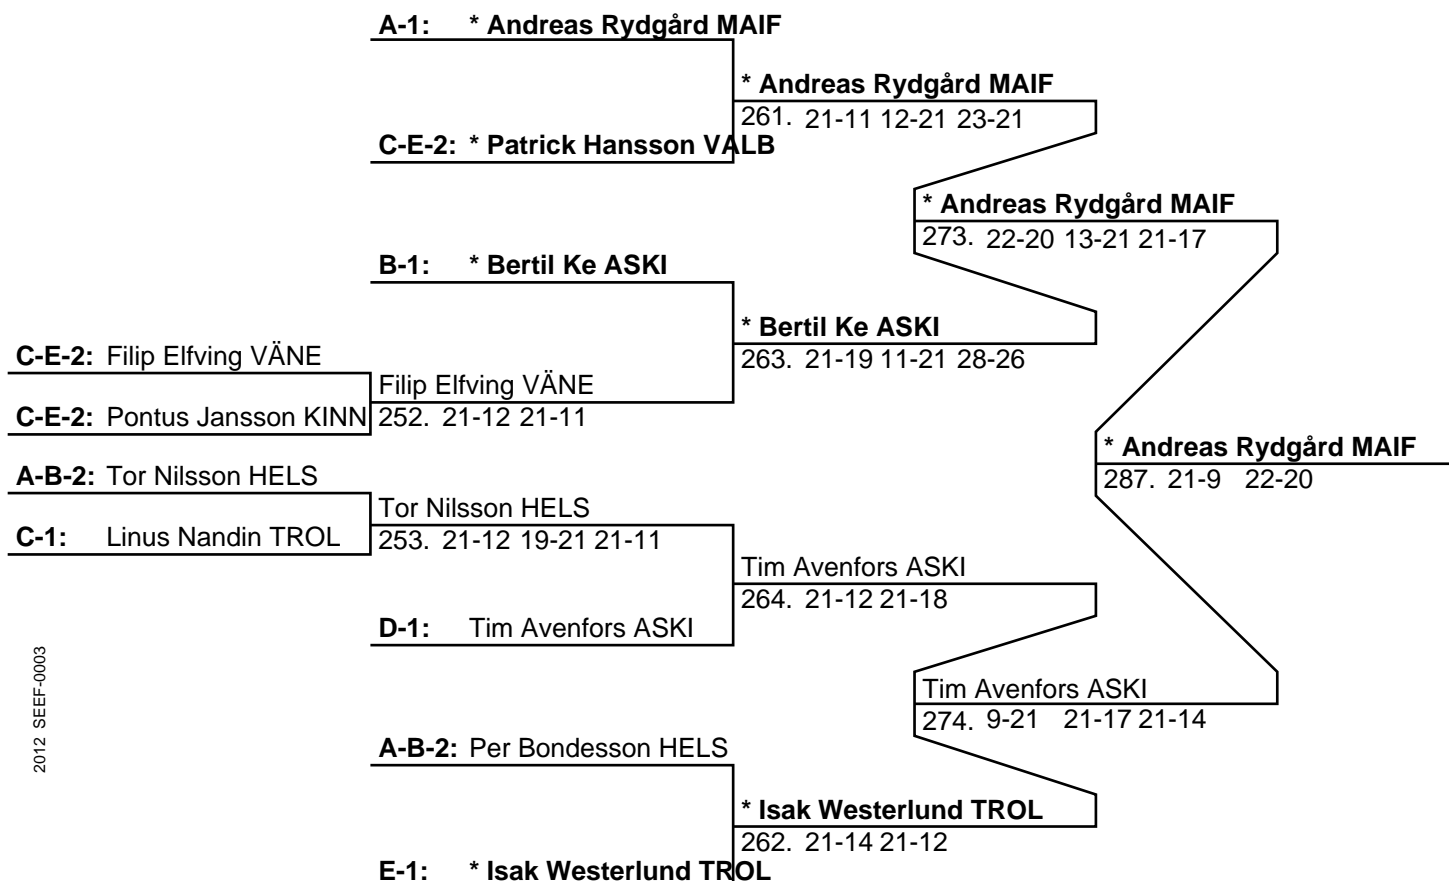 A-1: * Andreas Rydgård MAIF
* Andreas Rydgård MAIF
261. 21-11 12-21 23-21
C-E-2: * Patrick Hansson VALB
* Andreas Rydgård MAIF
273. 22-20 13-21 21-17
B-1: * Bertil Ke ASKI
* Bertil Ke ASKI
263. 21-19 11-21 28-26
C-E-2: Filip Elfving VÄNE
Filip Elfving VÄNE
252. 21-12 21-11
C-E-2: Pontus Jansson KINN
* Andreas Rydgård MAIF
287. 21-9 22-20
A-B-2: Tor Nilsson HELS
Tor Nilsson HELS
253. 21-12 19-21 21-11
C-1: Linus Nandin TROL
Tim Avenfors ASKI
264. 21-12 21-18
D-1: Tim Avenfors ASKI
Tim Avenfors ASKI
274. 9-21 21-17 21-14
A-B-2: Per Bondesson HELS
* Isak Westerlund TROL
262. 21-14 21-12
E-1: * Isak Westerlund TROL
2012 SEEF-0003